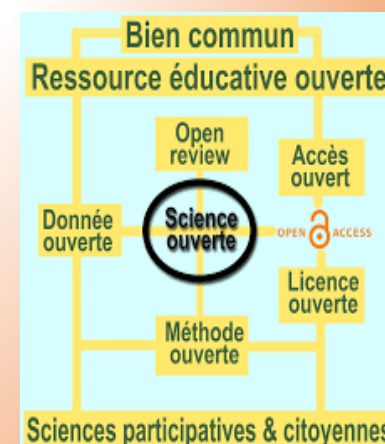 Bien commun
Ressource éducative ouverte
Open
review
Accès
ouvert
Donnée
ouverte
Science
ouverte
OPEN ACCESS
Licence
ouverte
Méthode
ouverte
Sciences participatives & citoyennes